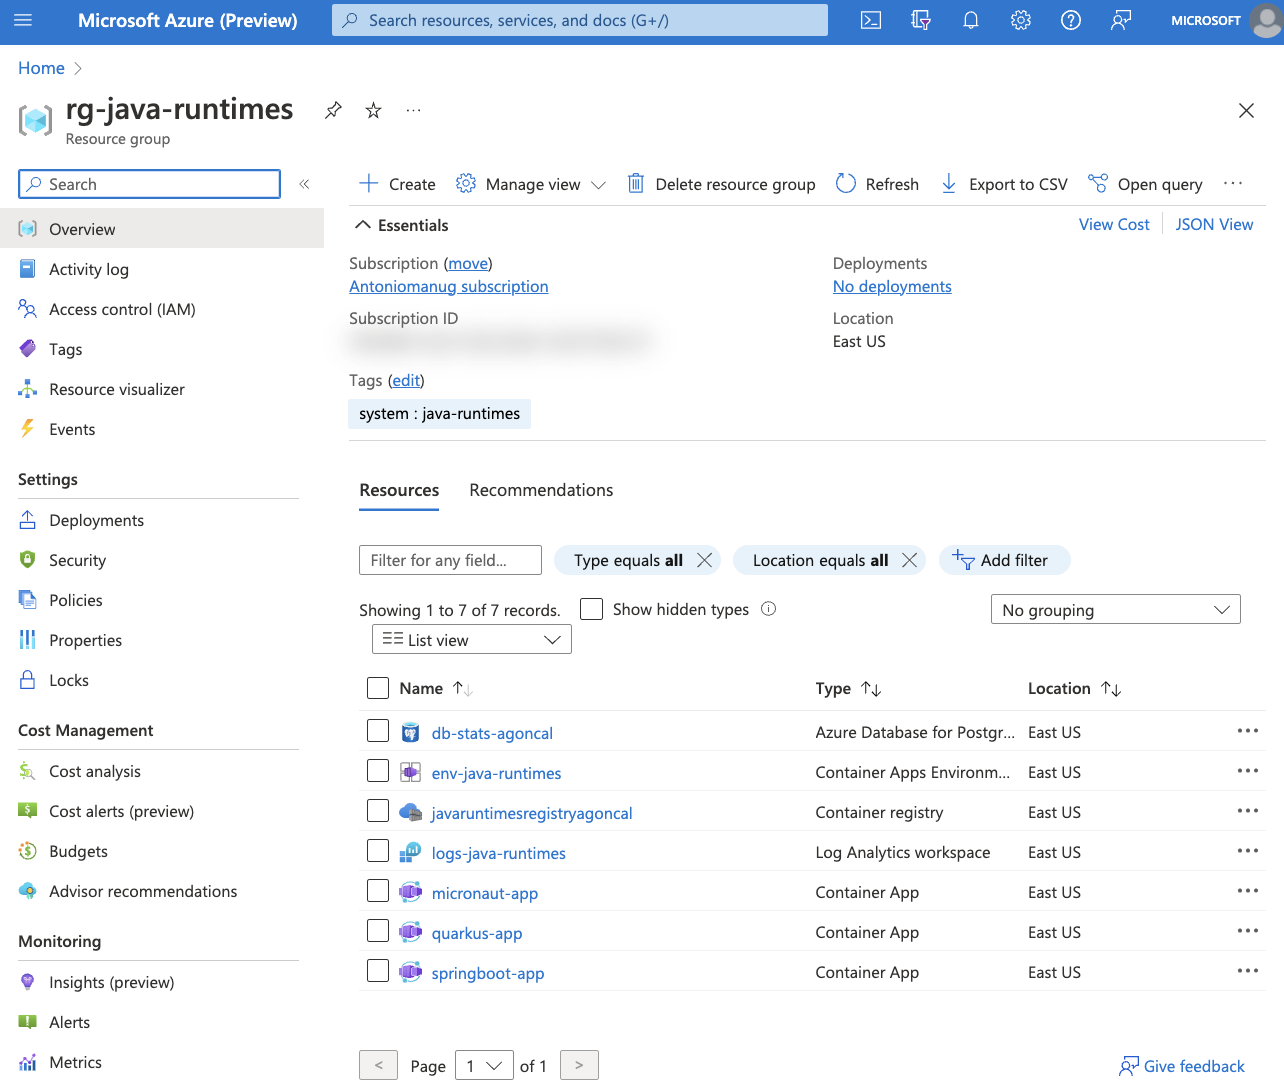 Microsoft Azure (Preview)
Search resources, services, and docs (G+/)
MICROSOFT
Home
rg-java-runtimes
Resource group
Search
Overview
Activity log
Access control (IAM)
Tags
Resource visualizer
Events
Settings
Deployments
Security
Policies
Properties
Locks
Cost Management
Cost analysis
Cost alerts (preview)
Budgets
Advisor recommendations
Monitoring
Insights (preview)
Alerts
Metrics
Create
Manage view
Delete resource group
Refresh
Export to CSV
Open query
Essentials
View Cost
JSON View
Subscription (move)
Antoniomanug subscription
Subscription ID
Deployments
No deployments
Location
East US
Tags (edit)
system : java-runtimes
Resources
Recommendations
Filter for any field...
Type equals all
Location equals all
Add filter
Showing 1 to 7 of 7 records.
Show hidden types
No grouping
List view
Name Type Location
db-stats-agoncal Azure Database for Postgr... East US
env-java-runtimes Container Apps Environm... East US
javaruntimesregistryagoncal Container registry East US
logs-java-runtimes Log Analytics workspace East US
micronaut-app Container App East US
quarkus-app Container App East US
springboot-app Container App East US
< Page 1 of 1 >
Give feedback